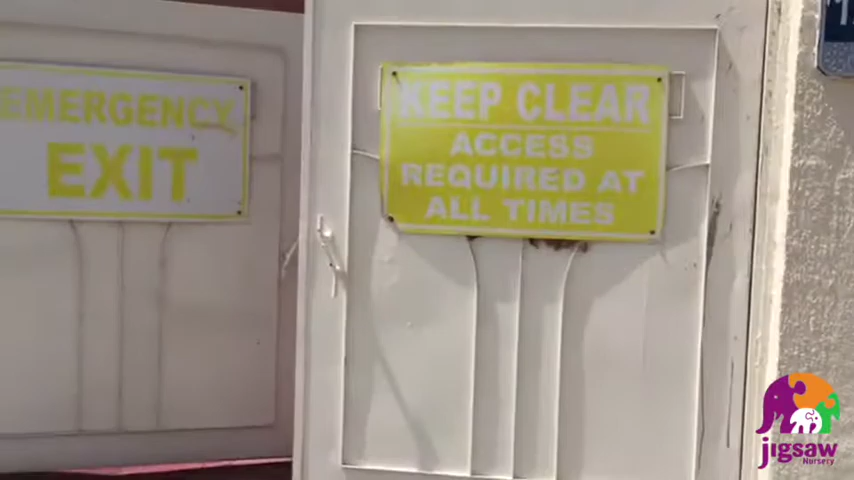 EMERGENCY
EXIT
KEEP CLEAR
ACCESS
REQUIRED AT
ALL TIMES
jigsaw
Nursery